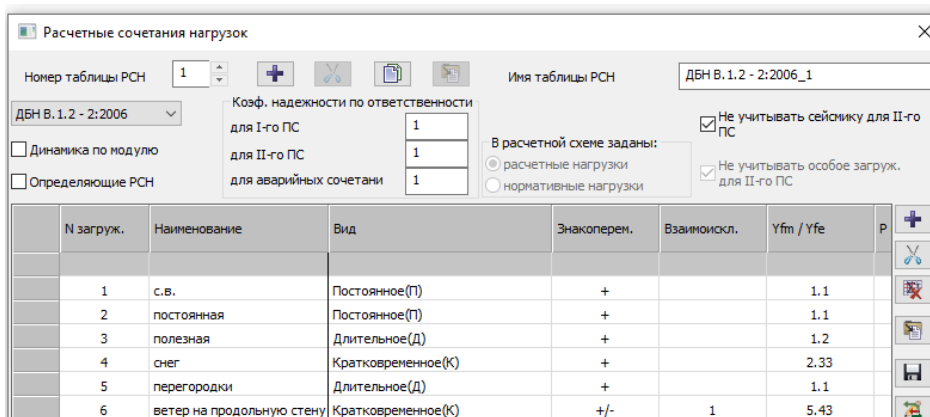 Расчетные сочетания нагрузок
Номер таблицы РСН 1 Имя таблицы РСН ДБН В.1.2 - 2:2006_1
ДБН В.1.2 - 2:2006
Динамика по модулю
Определяющие РСН
Коэф. надежности по ответственности
для I-го ПС 1
для II-го ПС 1
для аварийных сочетани 1
В расчетной схеме заданы:
расчетные нагрузки
нормативные нагрузки
Не учитывать сейсмику для II-го
ПС
Не учитывать особое загруж.
для II-го ПС
N загруж. Наименование Вид Знакоперем. Взаимоискл. Υfm / Υfe Р
1 с.в. Постоянное(П) + 1.1
2 постоянная Постоянное(П) + 1.1
3 полезная Длительное(Д) + 1.2
4 снег Кратковременное(К) + 2.33
5 перегородки Длительное(Д) + 1.1
6 ветер на продольную стену Кратковременное(К) +/- 1 5.43